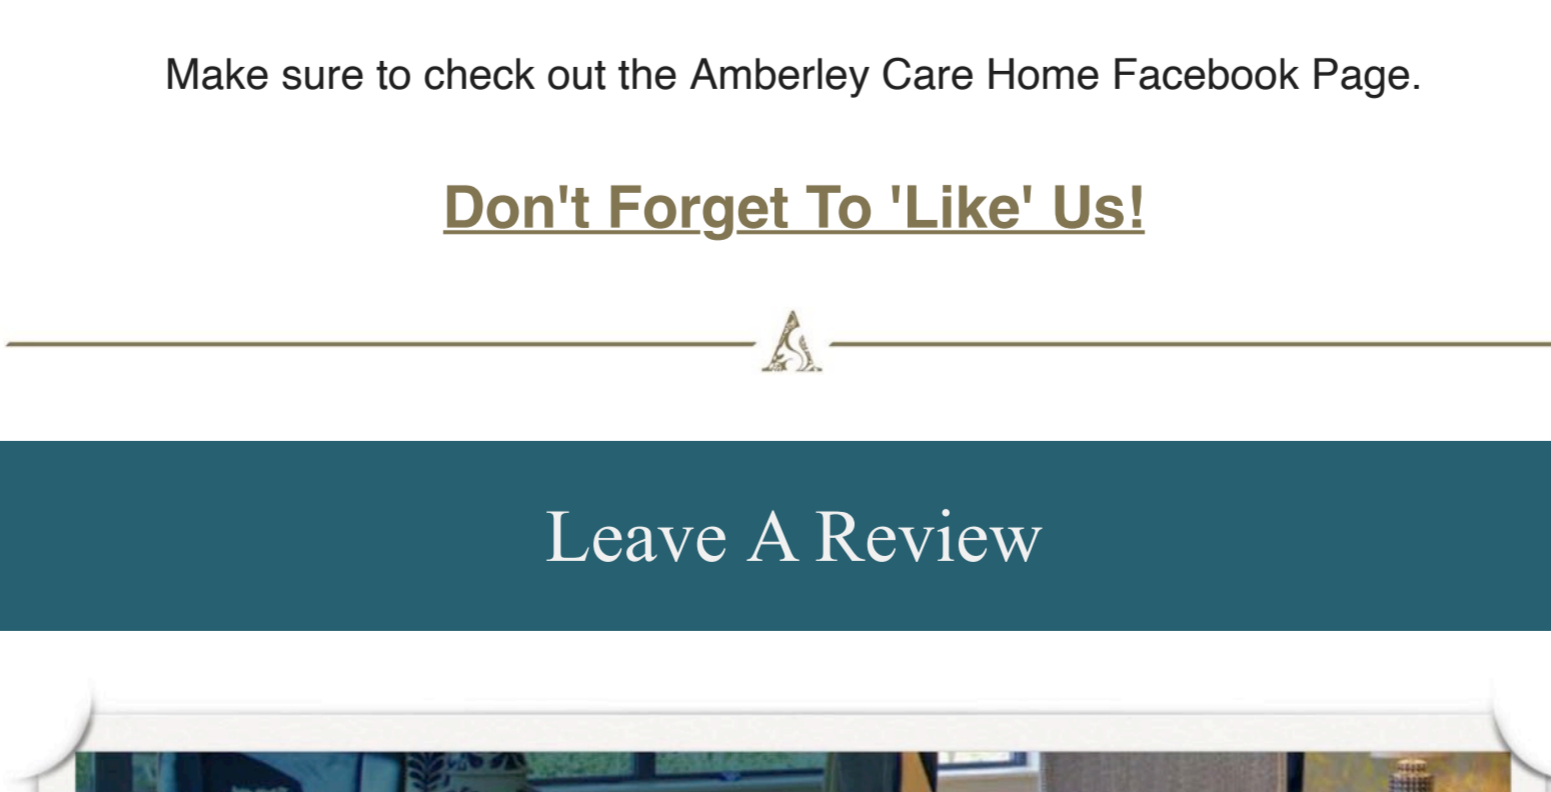 Make sure to check out the Amberley Care Home Facebook Page.
Don't Forget To 'Like' Us!
A
Leave A Review